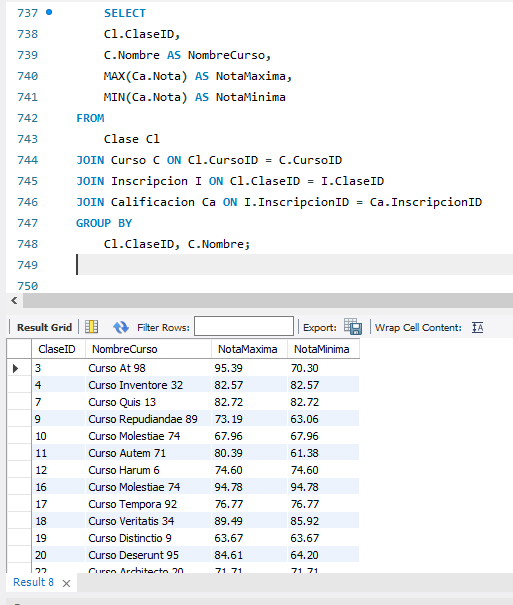 737 SELECT
738 Cl.ClaseID,
739 C.Nombre AS NombreCurso,
740 MAX(Ca.Nota) AS NotaMaxima,
741 MIN(Ca.Nota) AS NotaMinima
742 FROM
743 Clase Cl
744 JOIN Curso C ON Cl.CursoID = C.CursoID
745 JOIN Inscripcion I ON Cl.ClaseID = I.ClaseID
746 JOIN Calificacion Ca ON I.InscripcionID = Ca.InscripcionID
747 GROUP BY
748 Cl.ClaseID, C.Nombre;
749
750
Result Grid Filter Rows: Export: Wrap Cell Content:
ClaseID NombreCurso NotaMaxima NotaMinima
3 Curso At 98 95.39 70.30
4 Curso Inventore 32 82.57 82.57
7 Curso Quis 13 82.72 82.72
9 Curso Repudiandae 89 73.19 63.06
10 Curso Molestiae 74 67.96 67.96
11 Curso Autem 71 80.39 61.38
12 Curso Harum 6 74.60 74.60
16 Curso Molestiae 74 94.78 94.78
17 Curso Tempora 92 76.77 76.77
18 Curso Veritatis 34 89.49 85.92
19 Curso Distinctio 9 63.67 63.67
20 Curso Deserunt 95 84.61 64.20
22 Curso Architecto 20 71.71 71.71
Result 8